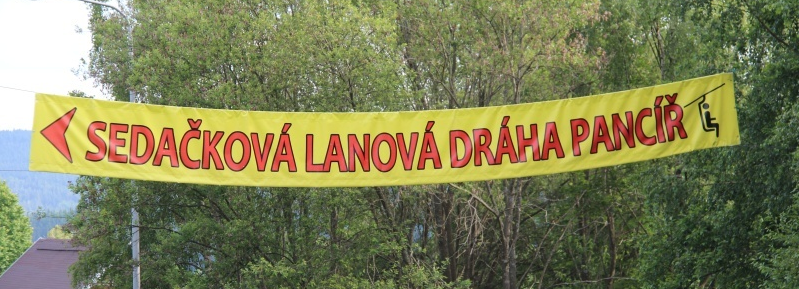 SEDAČKOVÁ LANOVÁ DRÁHA PANCÍŘ